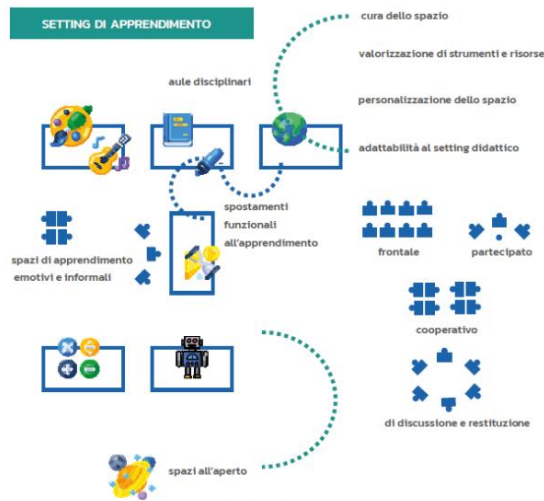 SETTING DI APPRENDIMENTO
cura dello spazio
valorizzazione di strumenti e risorse
aule disciplinari
personalizzazione dello spazio
adattabilità al setting didattico
spostamenti
funzionali
all'apprendimento
spazi di apprendimento
emotivi e informali
frontale
partecipato
cooperativo
di discussione e restituzione
spazi all'aperto